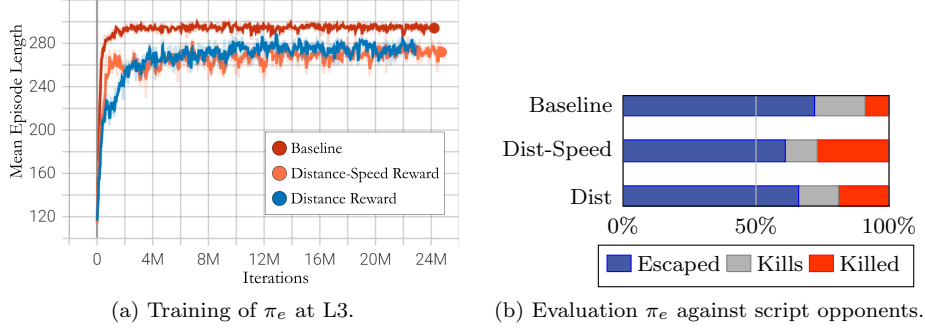 Mean Episode Length
280
240
200
160
120
Baseline
Distance-Speed Reward
Distance Reward
0 4M 8M 12M 16M 20M 24M
Iterations
(a) Training of πe at L3.
Baseline
Dist-Speed
Dist
0% 50% 100%
Escaped Kills Killed
(b) Evaluation πe against script opponents.